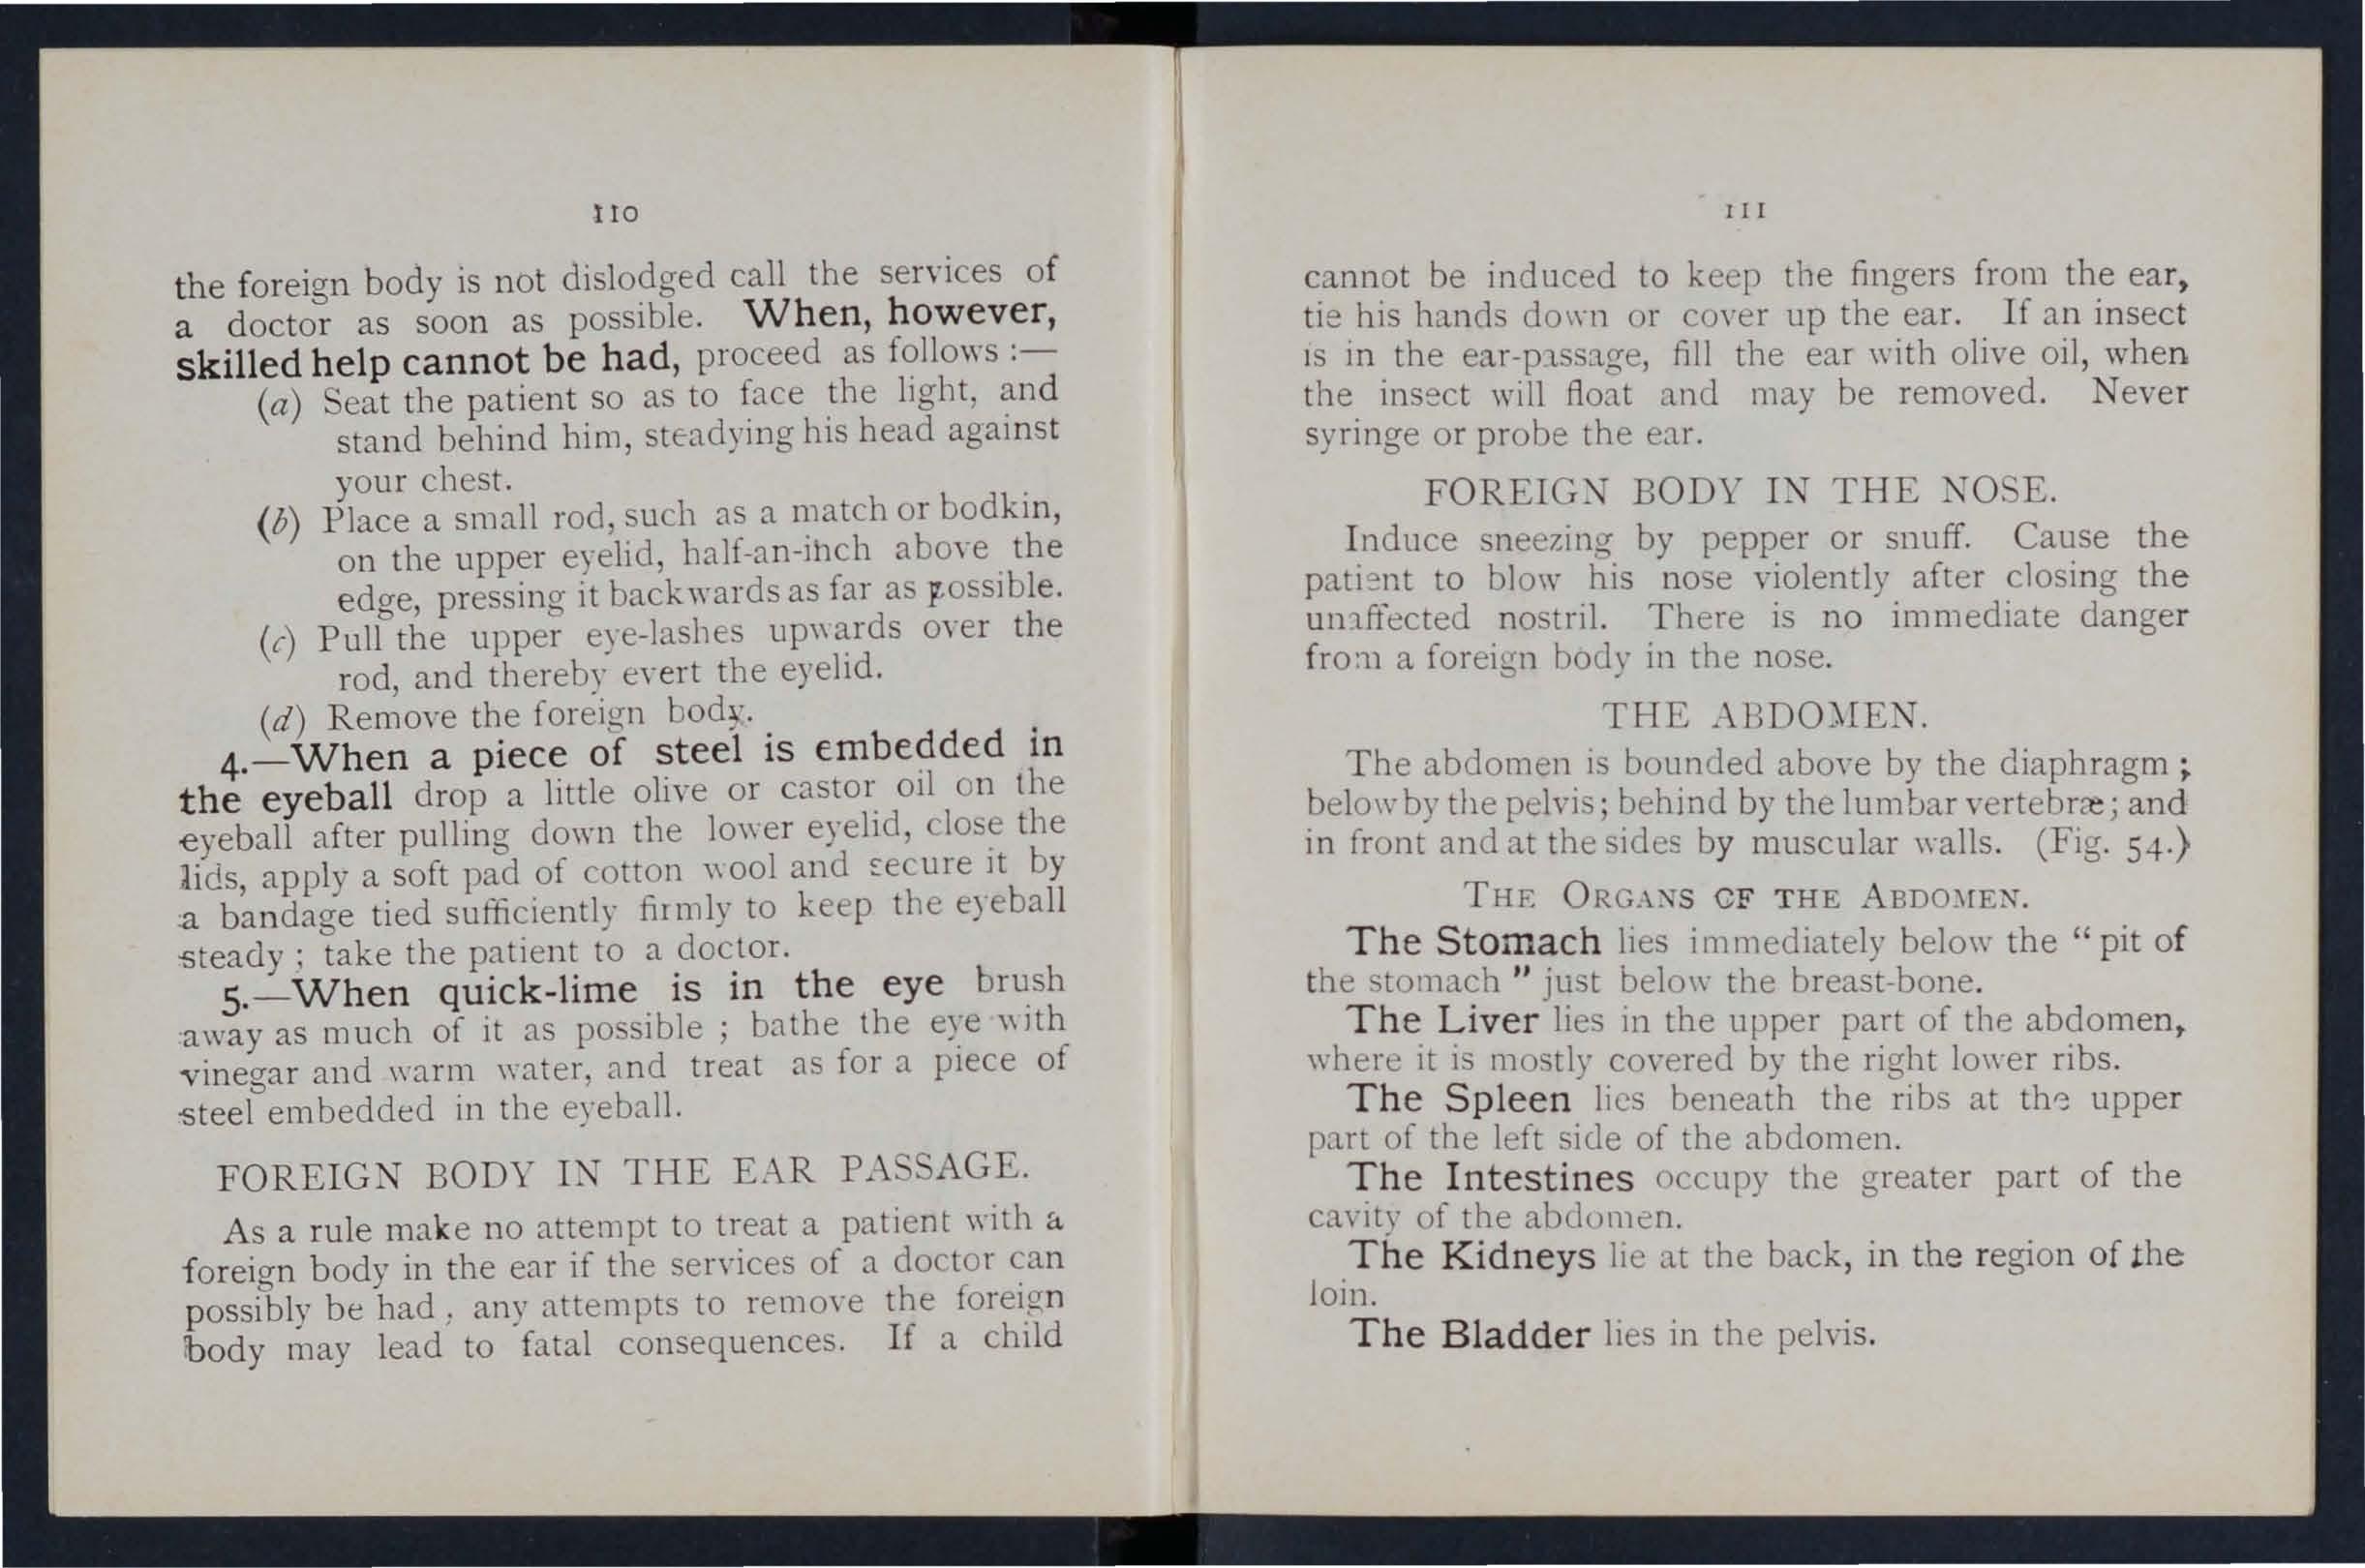 110
the foreign body is not dislodged call the services of
a doctor as soon as possible. When, however,
skilled help cannot be had, proceed as follows :—
(a) Seat the patient so as to face the light, and
stand behind him, steadying his head against
your chest.
(b) Place a small rod, such as a match or bodkin,
on the upper eyelid, half-an-inch above the
edge, pressing it backwards as far as possible.
(c) Pull the upper eye-lashes upwards over the
rod, and thereby evert the eyelid.
(d) Remove the foreign body.
4.—When a piece of steel is embedded in
the eyeball drop a little olive or castor oil on the
eyeball after pulling down the lower eyelid, close the
lids, apply a soft pad of cotton wool and secure it by
a bandage tied sufficiently firmly to keep the eyeball
steady ; take the patient to a doctor.
5.—When quick-lime is in the eye brush
away as much of it as possible ; bathe the eye with
vinegar and warm water, and treat as for a piece of
steel embedded in the eyeball.
FOREIGN BODY IN THE EAR PASSAGE.
As a rule make no attempt to treat a patient with a
foreign body in the ear if the services of a doctor can
possibly be had, any attempts to remove the foreign
body may lead to fatal consequences. If a child
111
cannot be induced to keep the fingers from the ear,
tie his hands down or cover up the ear. If an insect
is in the ear-passage, fill the ear with olive oil, when
the insect will float and may be removed. Never
syringe or probe the ear.
FOREIGN BODY IN THE NOSE.
Induce sneezing by pepper or snuff. Cause the
patient to blow his nose violently after closing the
unaffected nostril. There is no immediate danger
from a foreign body in the nose.
THE ABDOMEN.
The abdomen is bounded above by the diaphragm ;
below by the pelvis; behind by the lumbar vertebræ; and
in front and at the sides by muscular walls. (Fig. 54.)
THE ORGANS OF THE ABDOMEN.
The Stomach lies immediately below the “ pit of
the stomach ” just below the breast-bone.
The Liver lies in the upper part of the abdomen,
where it is mostly covered by the right lower ribs.
The Spleen lies beneath the ribs at the upper
part of the left side of the abdomen.
The Intestines occupy the greater part of the
cavity of the abdomen.
The Kidneys lie at the back, in the region of the
loin.
The Bladder lies in the pelvis.